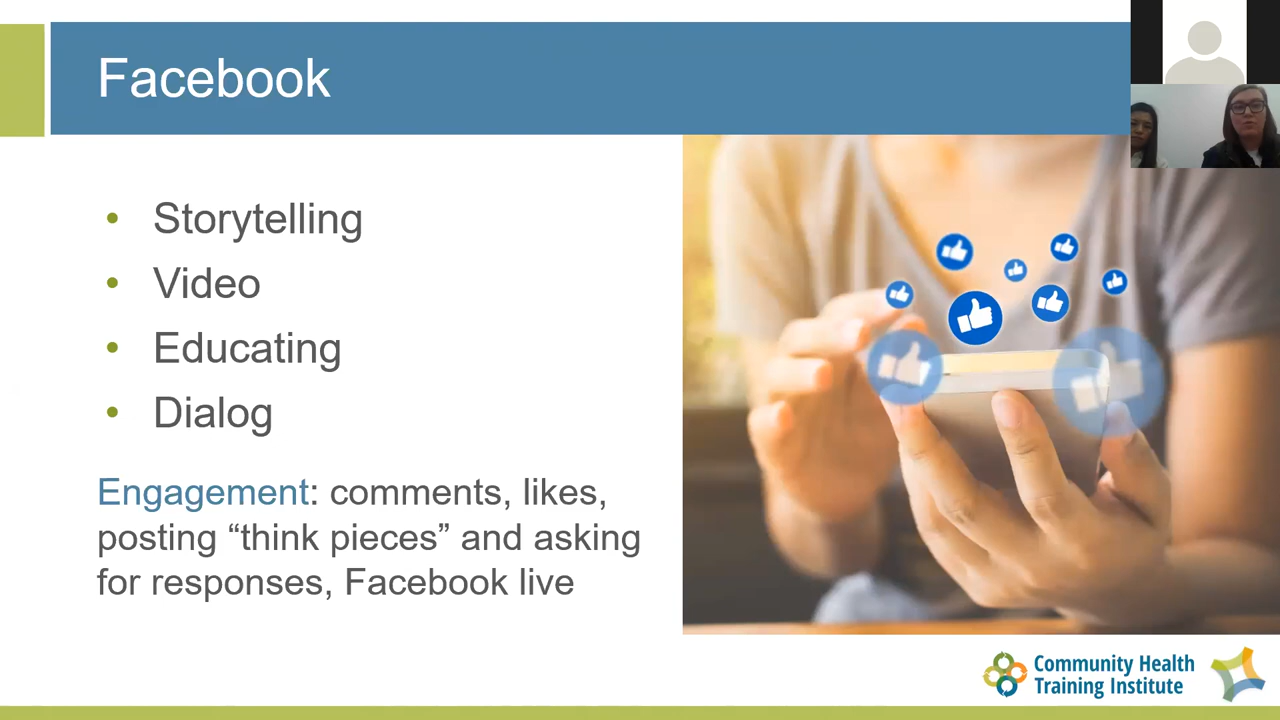 Facebook
• Storytelling
• Video
• Educating
• Dialog
Engagement: comments, likes,
posting “think pieces” and asking
for responses, Facebook live
Community Health
Training Institute